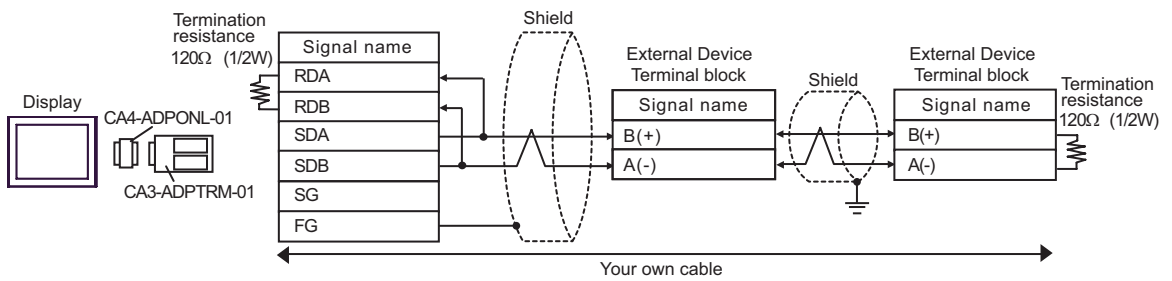 Display
CA4-ADPONL-01
CA3-ADPTRM-01
Termination
resistance
120Ω (1/2W)
Signal name
RDA
RDB
SDA
SDB
SG
FG
Shield
External Device
Terminal block
Signal name
B(+)
A(-)
Shield
External Device
Terminal block
Signal name
B(+)
A(-)
Termination
resistance
120Ω (1/2W)
Your own cable